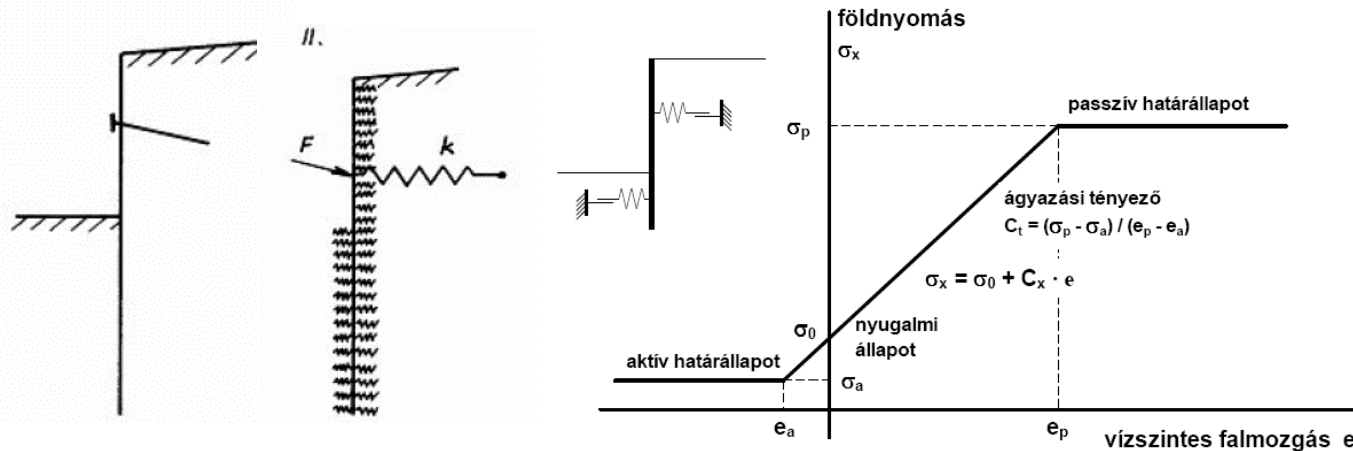 II.
F
k
földnyomás
σx
passzív határállapot
σp
ágyazási tényező
Ct = (σp - σa) / (ep - ea)
σx = σ0 + Cx · e
σ0
nyugalmi
állapot
aktív határállapot
σa
ea
ep
vízszintes falmozgás e